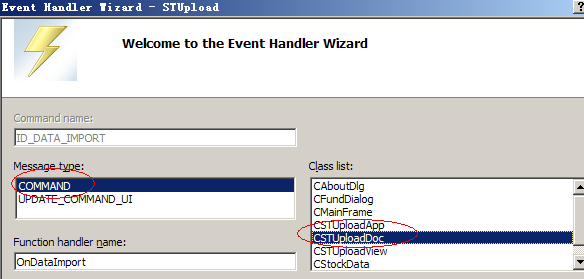 Event Handler Wizard - STUpload
?
Welcome to the Event Handler Wizard
Command name:
ID_DATA_IMPORT
Message type:
COMMAND
UPDATE_COMMAND_UI
Class list:
CAboutDlg
CFundDialog
CMainFrame
CSTUploadApp
CSTUploadDoc
CSTUploadView
CStockData
Function handler name:
OnDataImport